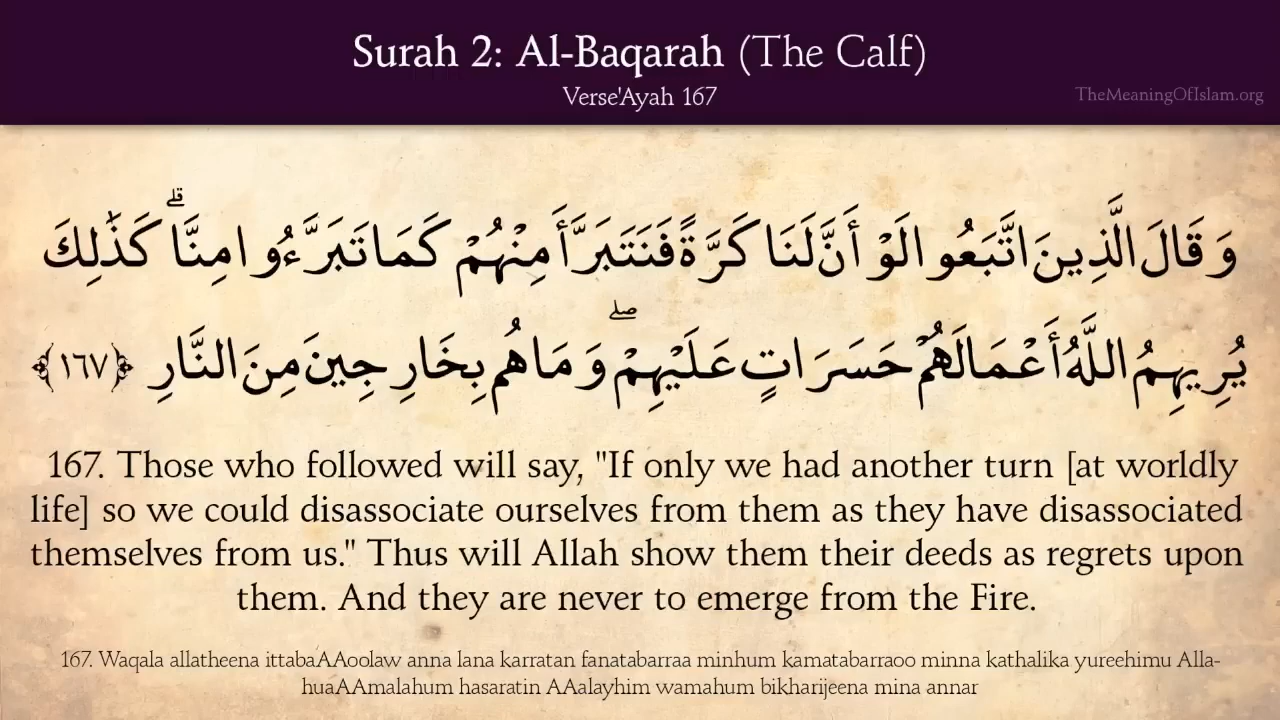 Surah 2: Al-Baqarah (The Calf)
Verse'Ayah 167
TheMeaningOfIslam.org
وَقَالَ الَّذِينَ اتَّبَعُوا لَوْ أَنَّ لَنَا كَرَّةً فَنَتَبَرَّأَ مِنْهُمْ كَمَا تَبَرَّءُوا مِنَّا ۗ كَذَٰلِكَ
يُرِيهِمُ اللَّهُ أَعْمَالَهُمْ حَسَرَاتٍ عَلَيْهِمْ ۖ وَمَا هُم بِخَارِجِينَ مِنَ النَّارِ ﴿١٦٧﴾
167. Those who followed will say, "If only we had another turn [at worldly
life] so we could disassociate ourselves from them as they have disassociated
themselves from us." Thus will Allah show them their deeds as regrets upon
them. And they are never to emerge from the Fire.
167. Waqala allatheena ittabaAAoolaw anna lana karratan fanatabarraa minhum kamatabarraoo minna kathalika yureehimu Alla-
huaAAmalahum hasaratin AAalayhim wamahum bikharijeena mina annar